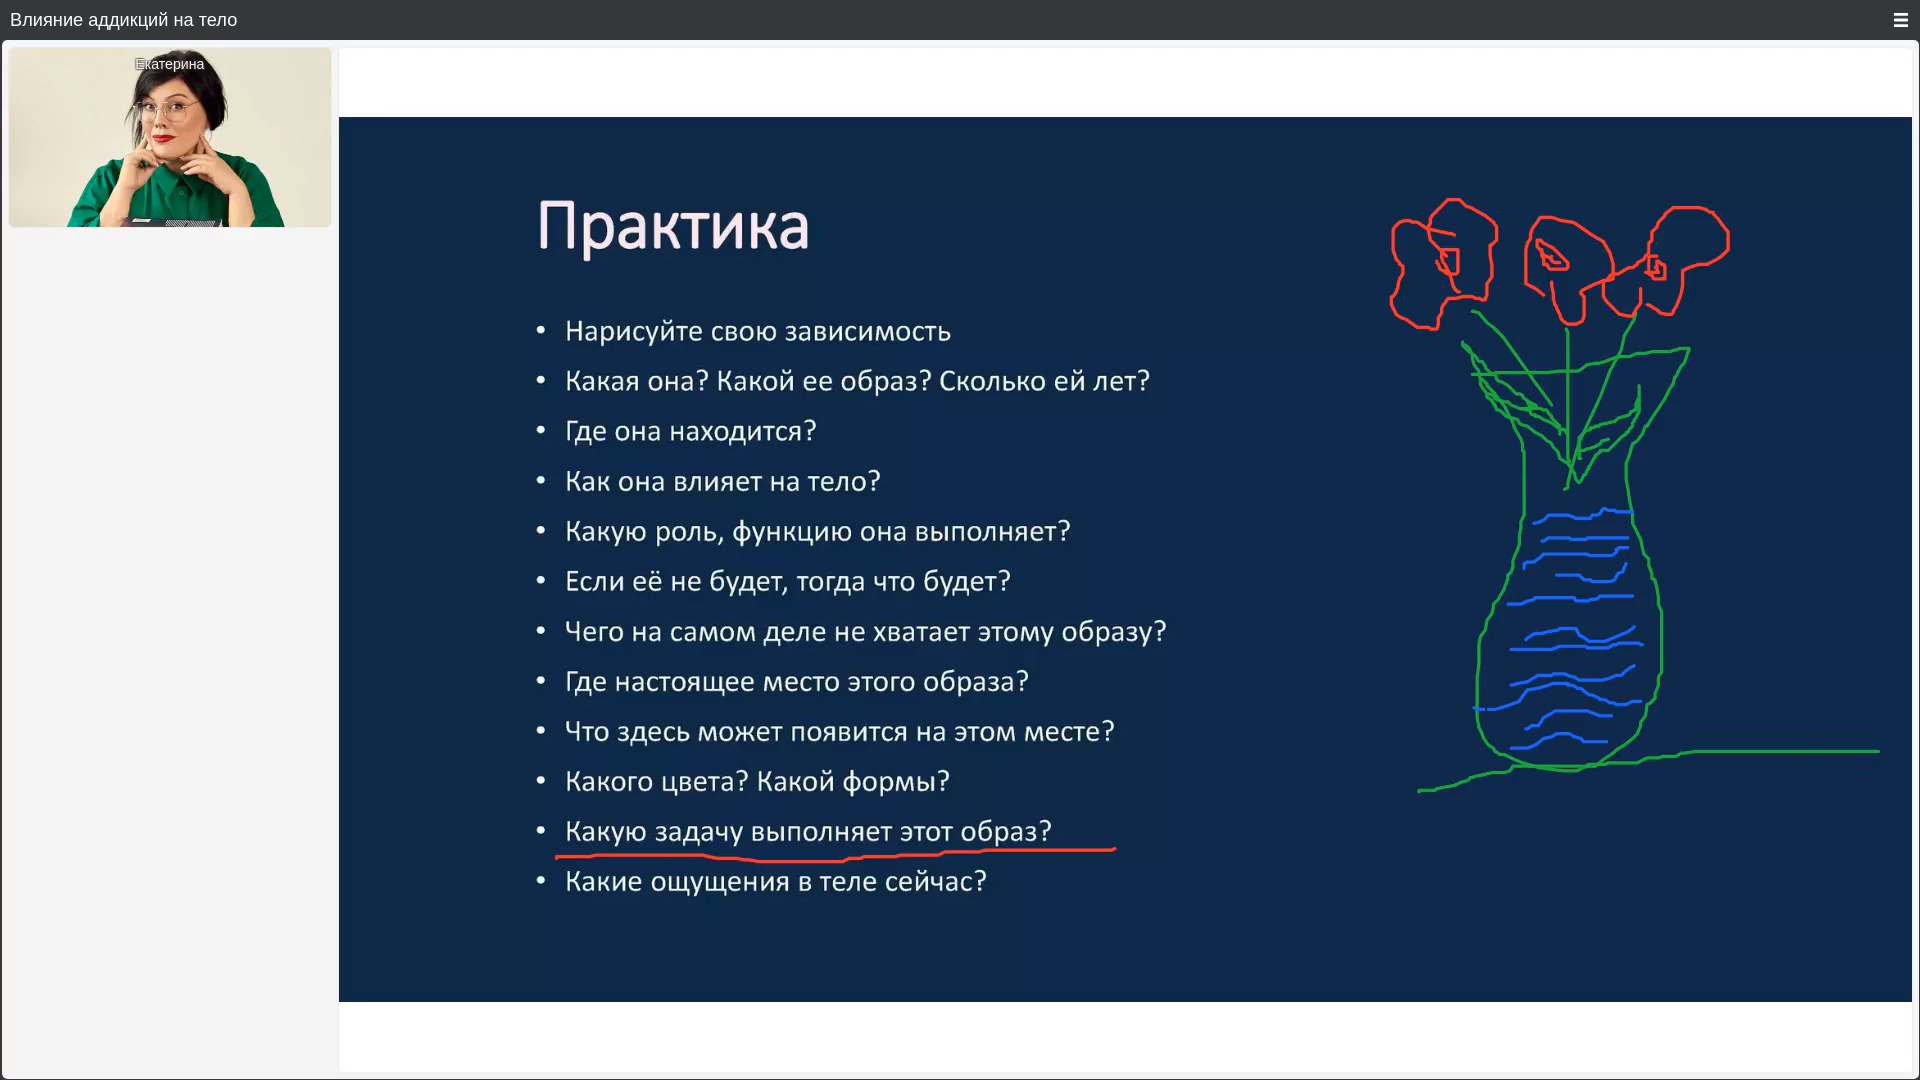 Влияние аддикций на тело
Екатерина
Практика
• Нарисуйте свою зависимость
• Какая она? Какой ее образ? Сколько ей лет?
• Где она находится?
• Как она влияет на тело?
• Какую роль, функцию она выполняет?
• Если её не будет, тогда что будет?
• Чего на самом деле не хватает этому образу?
• Где настоящее место этого образа?
• Что здесь может появится на этом месте?
• Какого цвета? Какой формы?
• Какую задачу выполняет этот образ?
• Какие ощущения в теле сейчас?